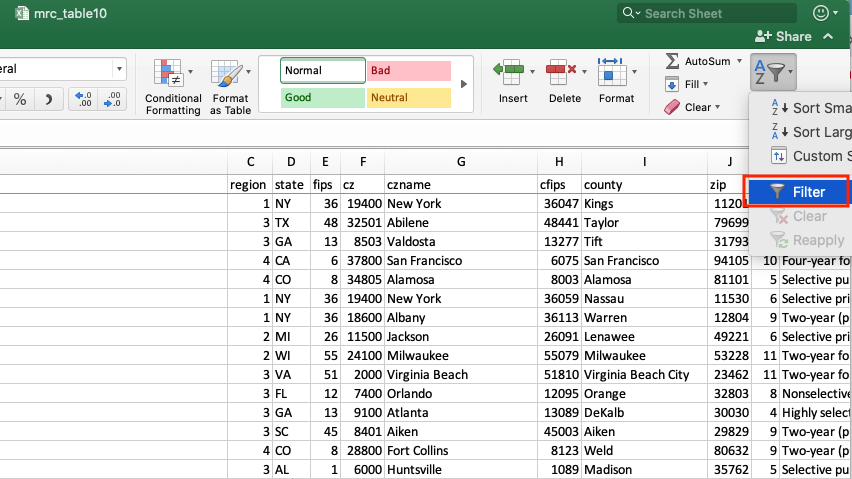 mrc_table10
Search Sheet
Share
eral
Normal
Bad
Good
Neutral
Conditional Formatting
Format as Table
Insert
Delete
Format
AutoSum
Fill
Clear
% .0 .00 .00 .0
Sort Sma
Sort Larg
Custom S
Filter
Clear
Reapply
C D E F G H I J
region state fips cz czname cfips county zip
1 NY 36 19400 New York 36047 Kings 11201
3 TX 48 32501 Abilene 48441 Taylor 79699
3 GA 13 8503 Valdosta 13277 Tift 31793
4 CA 6 37800 San Francisco 6075 San Francisco 94105 10 Four-year fo
4 CO 8 34805 Alamosa 8003 Alamosa 81101 5 Selective pu
1 NY 36 19400 New York 36059 Nassau 11530 6 Selective pri
1 NY 36 18600 Albany 36113 Warren 12804 9 Two-year (p
2 MI 26 11500 Jackson 26091 Lenawee 49221 6 Selective pri
2 WI 55 24100 Milwaukee 55079 Milwaukee 53228 11 Two-year fo
3 VA 51 2000 Virginia Beach 51810 Virginia Beach City 23462 11 Two-year fo
3 FL 12 7400 Orlando 12095 Orange 32803 8 Nonselective
3 GA 13 9100 Atlanta 13089 DeKalb 30030 4 Highly select
3 SC 45 8401 Aiken 45003 Aiken 29829 9 Two-year (p
4 CO 8 28800 Fort Collins 8123 Weld 80632 9 Two-year (p
3 AL 1 6000 Huntsville 1089 Madison 35762 5 Selective pu